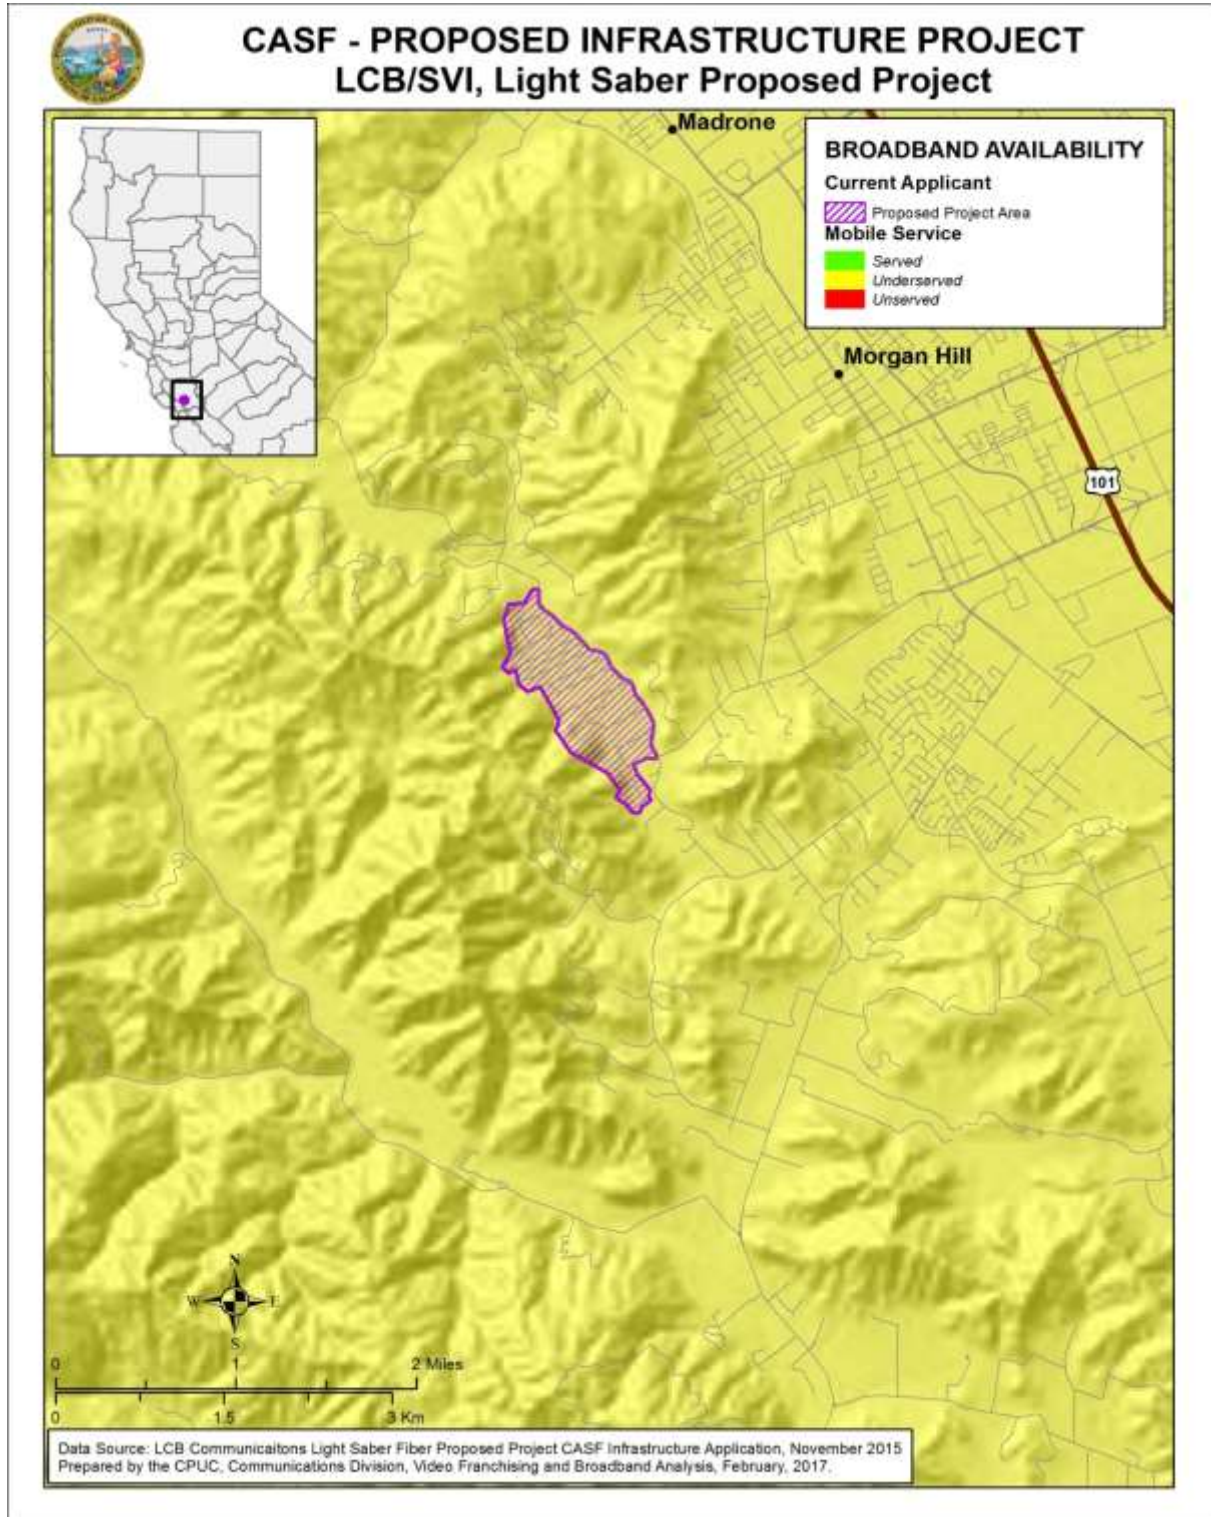 CASF - PROPOSED INFRASTRUCTURE PROJECT
LCB/SVI, Light Saber Proposed Project
Madrone
BROADBAND AVAILABILITY
Current Applicant
Proposed Project Area
Mobile Service
Served
Underserved
Unserved
Morgan Hill
101
N
W E
S
0 1 2 Miles
0 1.5 3 Km
Data Source: LCB Communicaitons Light Saber Fiber Proposed Project CASF Infrastructure Application, November 2015
Prepared by the CPUC, Communications Division, Video Franchising and Broadband Analysis, February, 2017.